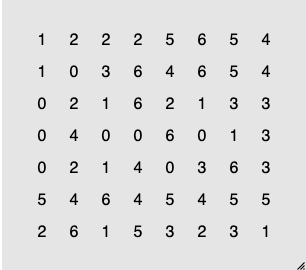 1 2 2 2 5 6 5 4
1 0 3 6 4 6 5 4
0 2 1 6 2 1 3 3
0 4 0 0 6 0 1 3
0 2 1 4 0 3 6 3
5 4 6 4 5 4 5 5
2 6 1 5 3 2 3 1